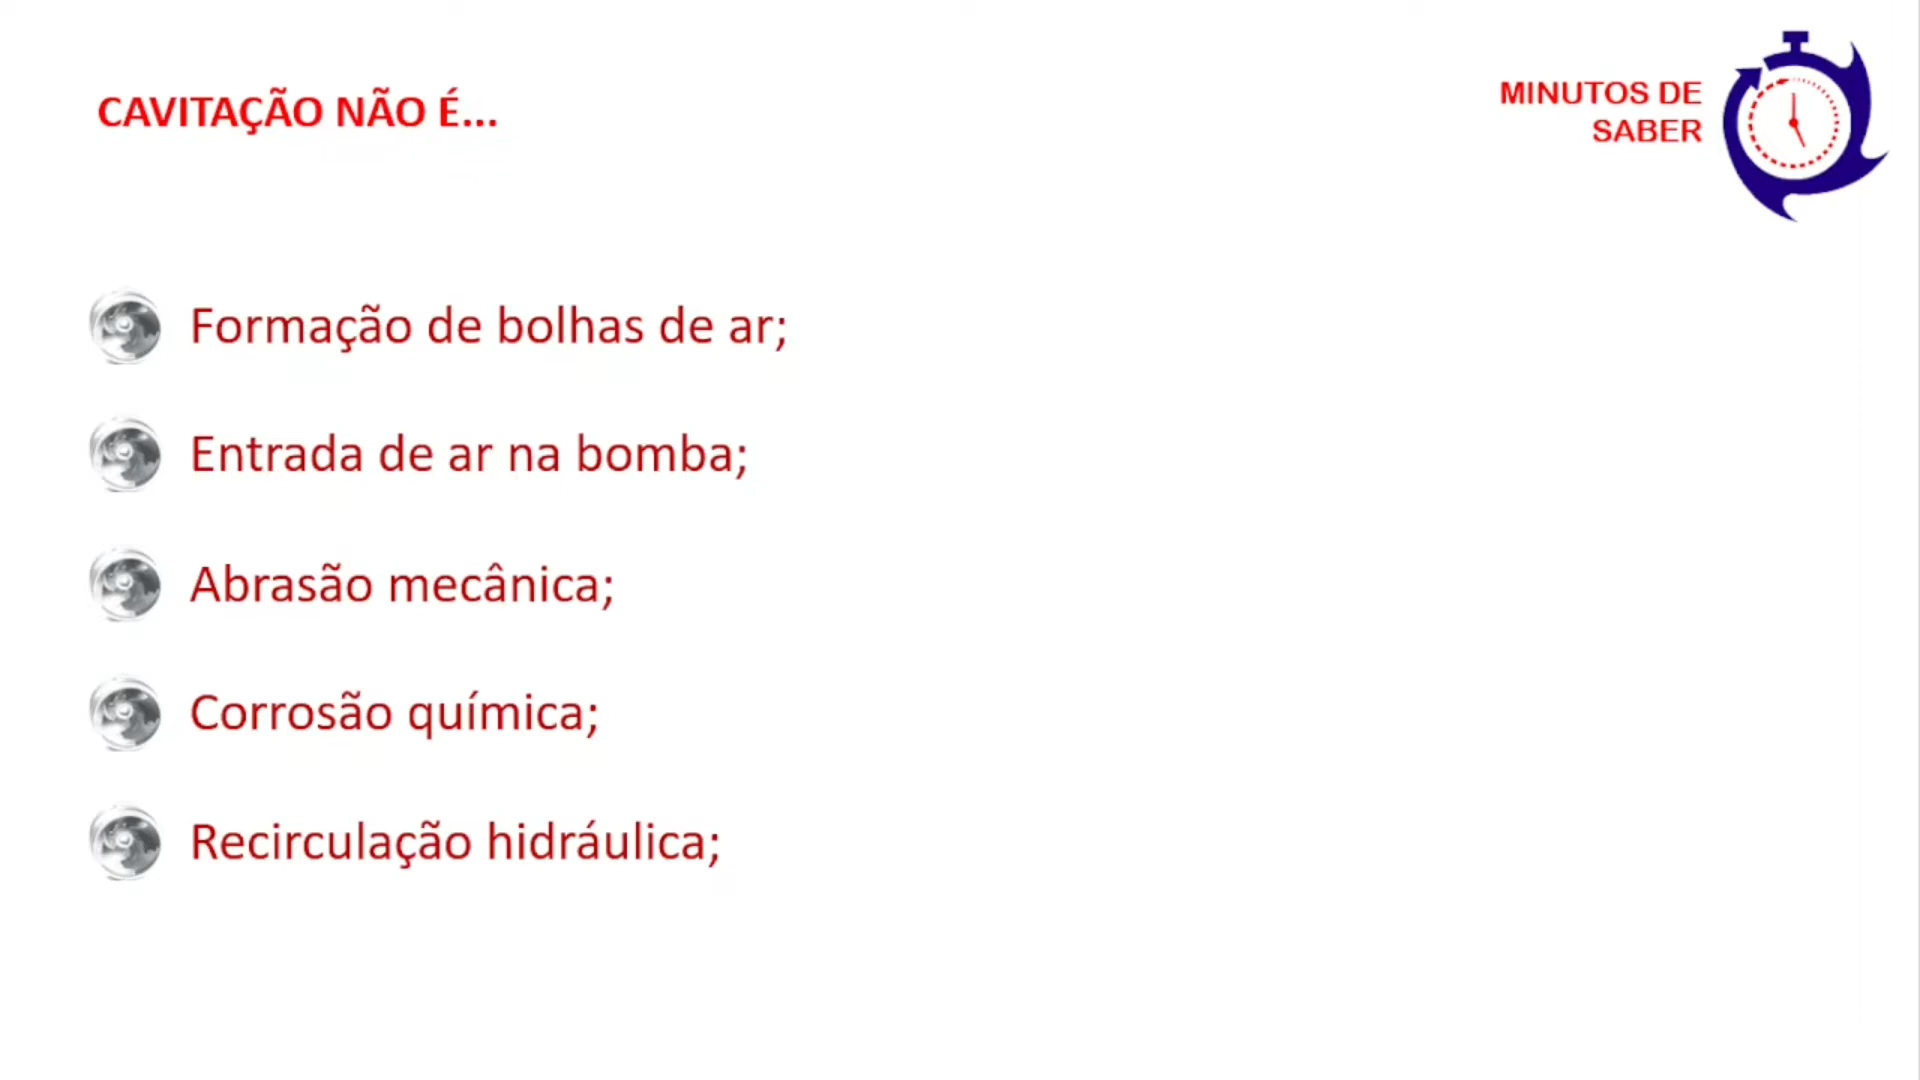 CAVITAÇÃO NÃO É...
MINUTOS DE
SABER
Formação de bolhas de ar;
Entrada de ar na bomba;
Abrasão mecânica;
Corrosão química;
Recirculação hidráulica;